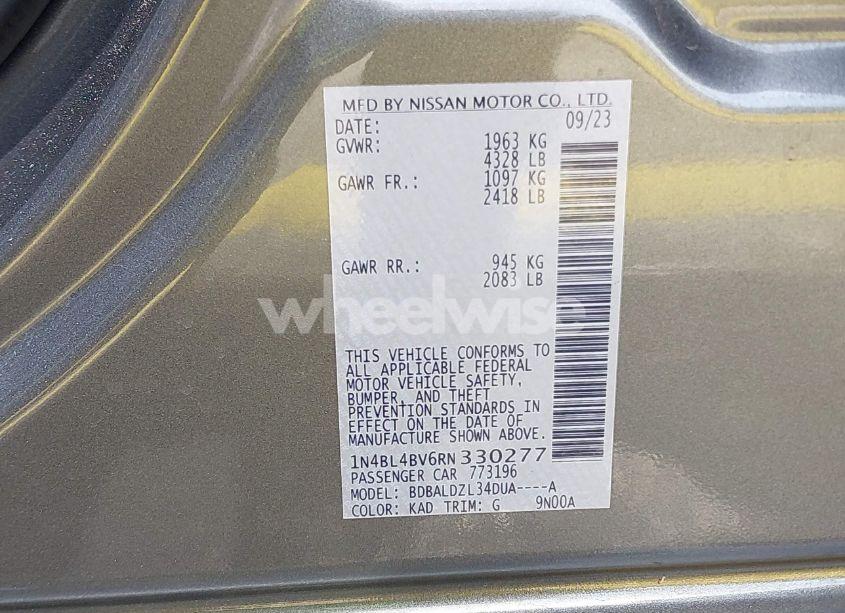 MFD BY NISSAN MOTOR CO., LTD.
DATE: 09/23
GVWR: 1963 KG
4328 LB
GAWR FR.: 1097 KG
2418 LB
GAWR RR.: 945 KG
2083 LB
wheelwise
THIS VEHICLE CONFORMS TO
ALL APPLICABLE FEDERAL
MOTOR VEHICLE SAFETY,
BUMPER, AND THEFT
PREVENTION STANDARDS IN
EFFECT ON THE DATE OF
MANUFACTURE SHOWN ABOVE.
1N4BL4BV6RN330277
PASSENGER CAR 773196
MODEL: BDBALDZL34DUA----A
COLOR: KAD TRIM: G 9N00A